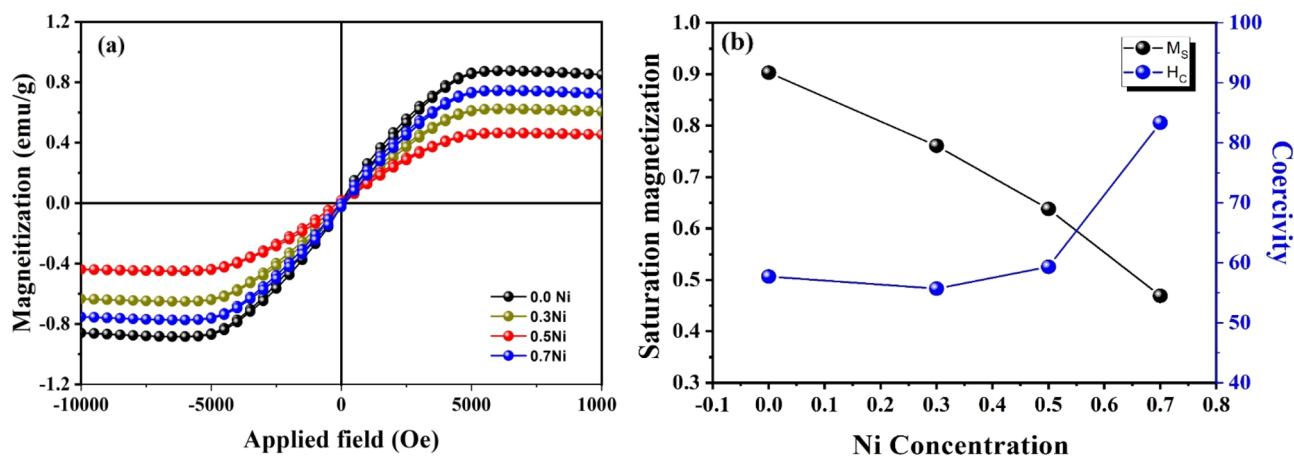 (a)
Magneitization (emu/g)
1.2
0.8
0.4
0.0
-0.4
-0.8
-1.2
0.0 Ni
0.3Ni
0.5Ni
0.7Ni
-10000 -5000 0 5000 1000
Applied field (Oe)
(b)
Saturation magnetization
1.0
0.9
0.8
0.7
0.6
0.5
0.4
0.3
M_S
H_C
100
90
80
70
60
50
40
Coercivity
-0.1 0.0 0.1 0.2 0.3 0.4 0.5 0.6 0.7 0.8
Ni Concentration